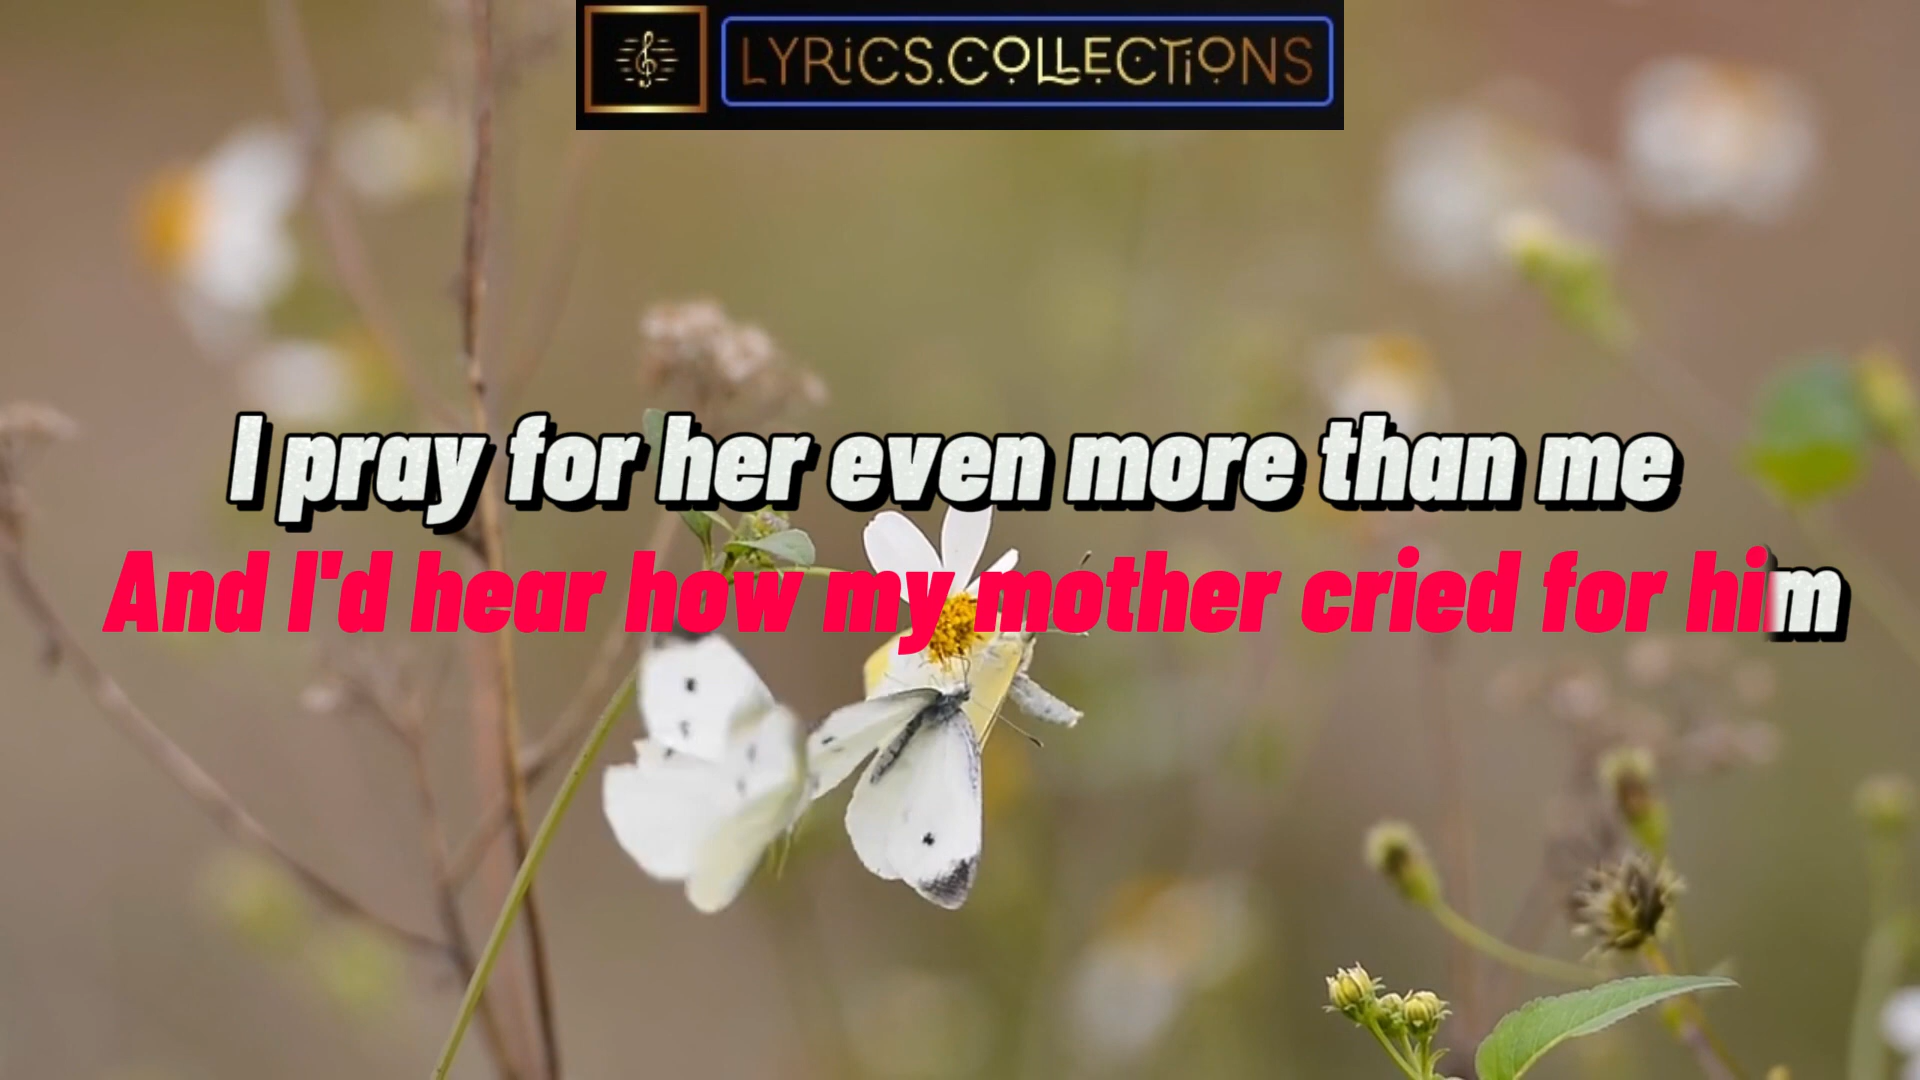 LYRiCS.COLLECTiONS
I pray for her even more than me
And I'd hear how my mother cried for him